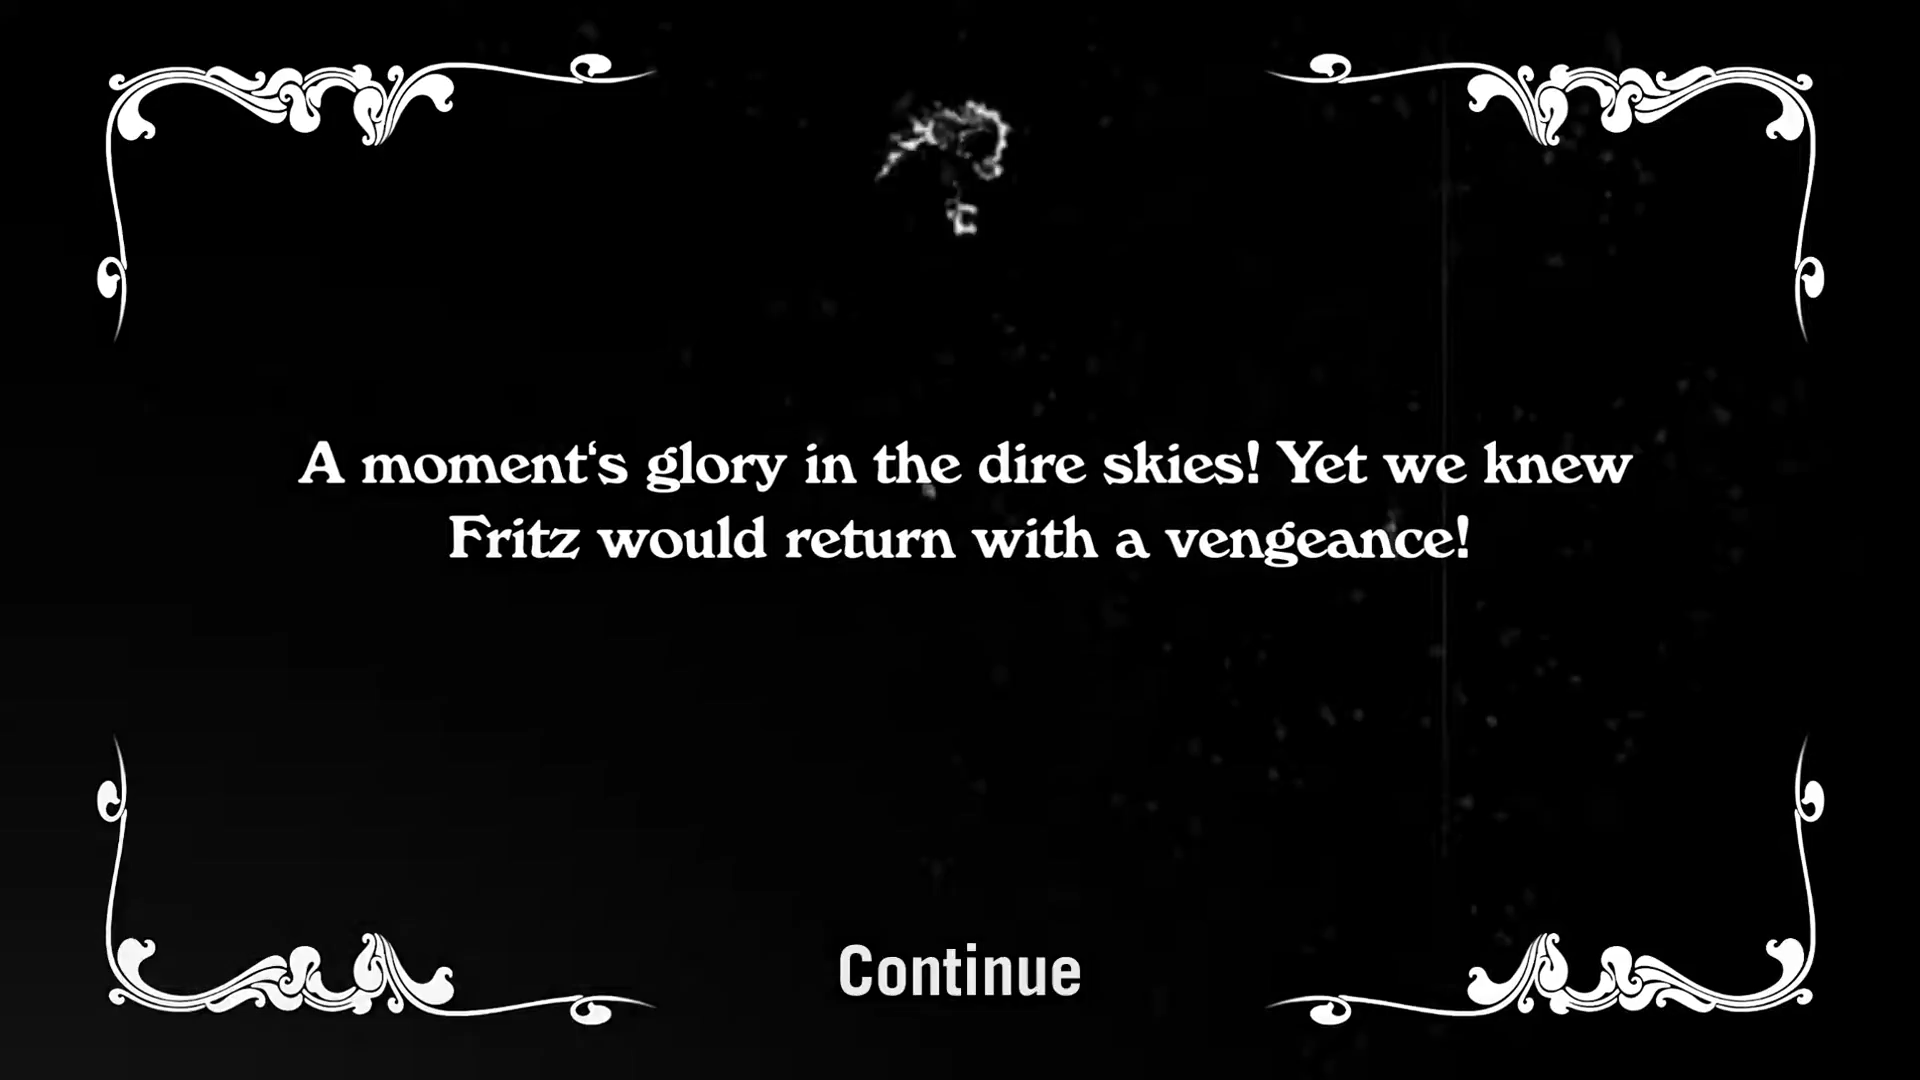 A moment‘s glory in the dire skies! Yet we knew
Fritz would return with a vengeance!
Continue